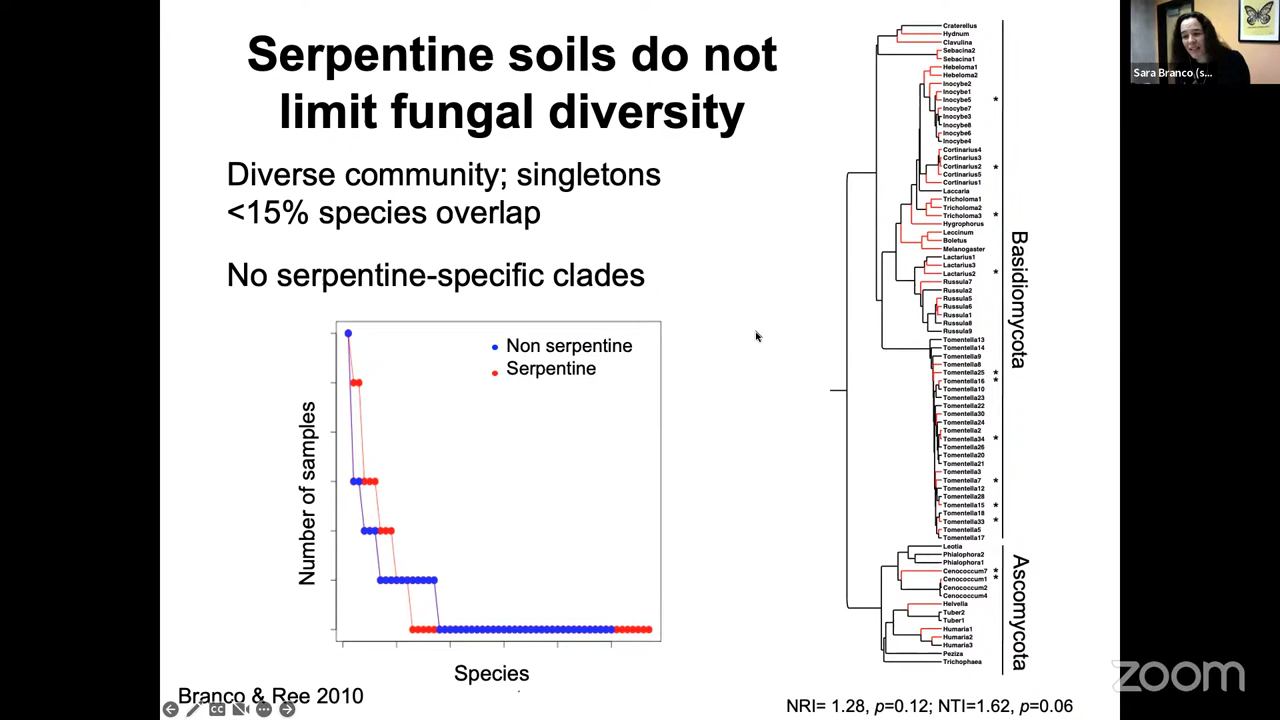 Serpentine soils do not
limit fungal diversity
Diverse community; singletons
<15% species overlap
No serpentine-specific clades
Non serpentine
Serpentine
Number of samples
Species
Branco & Ree 2010
Craterellus
Hydnum
Clavulina
Sebacina2
Sebacina1
Hebeloma1
Hebeloma2
Inocybe2
Inocybe1
Inocybe5 *
Inocybe7
Inocybe3
Inocybe8
Inocybe6
Inocybe4
Cortinarius4
Cortinarius3
Cortinarius2 *
Cortinarius5
Cortinarius1
Laccaria
Tricholoma1
Tricholoma2
Tricholoma3 *
Hygrophorus
Leccinum
Boletus
Melanogaster
Lactarius1
Lactarius3
Lactarius2 *
Russula7
Russula2
Russula5
Russula6
Russula1
Russula8
Russula9
Tomentella13
Tomentella14
Tomentella9
Tomentella8
Tomentella25 *
Tomentella16 *
Tomentella10
Tomentella23
Tomentella22
Tomentella30
Tomentella24
Tomentella2
Tomentella34 *
Tomentella26
Tomentella20
Tomentella21
Tomentella3
Tomentella7 *
Tomentella12
Tomentella28
Tomentella15 *
Tomentella18
Tomentella33 *
Tomentella5
Tomentella17
Leotia
Phialophora2
Phialophora1
Cenococcum7 *
Cenococcum1 *
Cenococcum2
Cenococcum4
Helvella
Tuber2
Tuber1
Humaria1
Humaria2
Humaria3
Peziza
Trichophaea
Basidiomycota
Ascomycota
NRI= 1.28, p=0.12; NTI=1.62, p=0.06
Sara Branco (s...
zoom